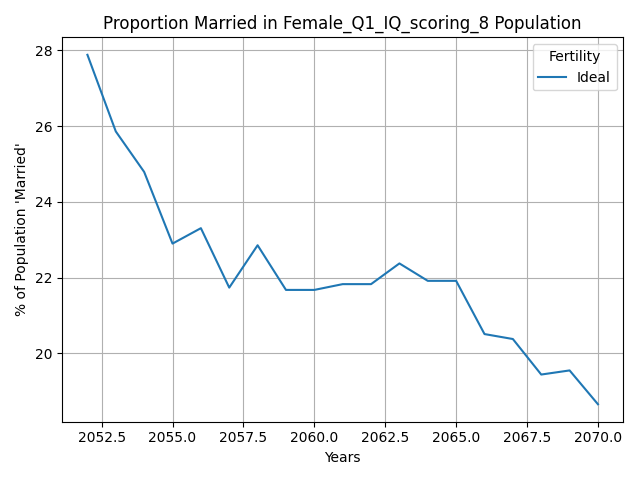 Proportion Married in Female_Q1_IQ_scoring_8 Population
Fertility
Ideal
% of Population 'Married'
28
26
24
22
20
2052.5 2055.0 2057.5 2060.0 2062.5 2065.0 2067.5 2070.0
Years